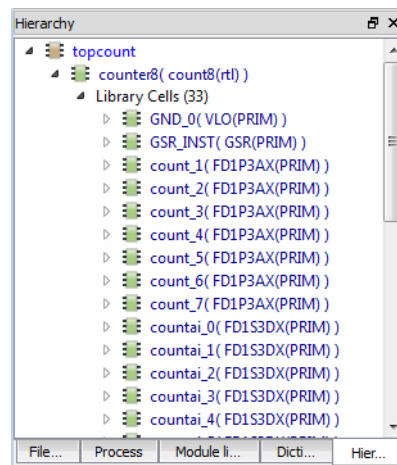 Hierarchy
topcount
counter8( count8(rtl) )
Library Cells (33)
GND_0( VLO(PRIM) )
GSR_INST( GSR(PRIM) )
count_1( FD1P3AX(PRIM) )
count_2( FD1P3AX(PRIM) )
count_3( FD1P3AX(PRIM) )
count_4( FD1P3AX(PRIM) )
count_5( FD1P3AX(PRIM) )
count_6( FD1P3AX(PRIM) )
count_7( FD1P3AX(PRIM) )
countai_0( FD1S3DX(PRIM) )
countai_1( FD1S3DX(PRIM) )
countai_2( FD1S3DX(PRIM) )
countai_3( FD1S3DX(PRIM) )
countai_4( FD1S3DX(PRIM) )
File... Process Module li... Dicti... Hier...